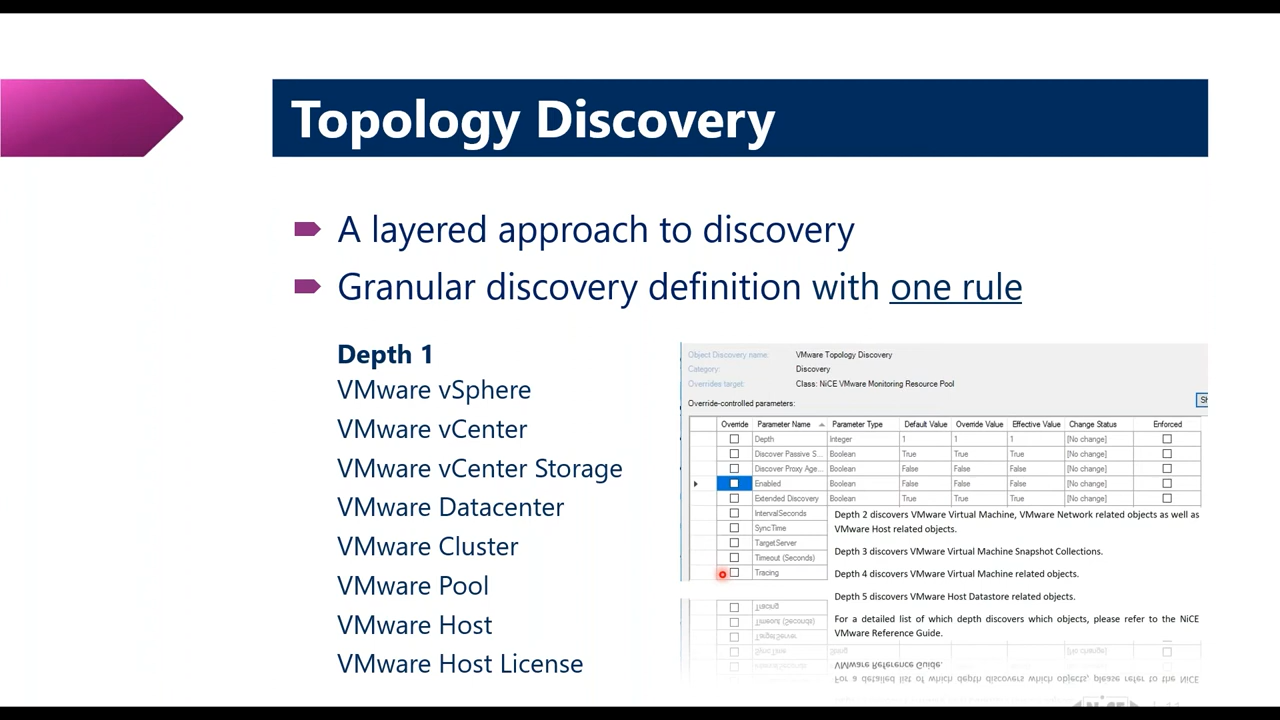 Topology Discovery
A layered approach to discovery
Granular discovery definition with one rule
Depth 1
VMware vSphere
VMware vCenter
VMware vCenter Storage
VMware Datacenter
VMware Cluster
VMware Pool
VMware Host
VMware Host License
Object Discovery name: VMware Topology Discovery
Category: Discovery
Overrides target: Class: NiCE VMware Monitoring Resource Pool
Override-controlled parameters:
Override Parameter Name Parameter Type Default Value Override Value Effective Value Change Status Enforced
Depth Integer 1 1 1 [No change]
Discover Passive S... Boolean True True True [No change]
Discover Proxy Age... Boolean False False False [No change]
Enabled Boolean False False False [No change]
Extended Discovery Boolean True True True [No change]
IntervalSeconds
SyncTime
TargetServer
Timeout (Seconds)
Tracing
Depth 2 discovers VMware Virtual Machine, VMware Network related objects as well as
VMware Host related objects.
Depth 3 discovers VMware Virtual Machine Snapshot Collections.
Depth 4 discovers VMware Virtual Machine related objects.
Depth 5 discovers VMware Host Datastore related objects.
For a detailed list of which depth discovers which objects, please refer to the NiCE
VMware Reference Guide.